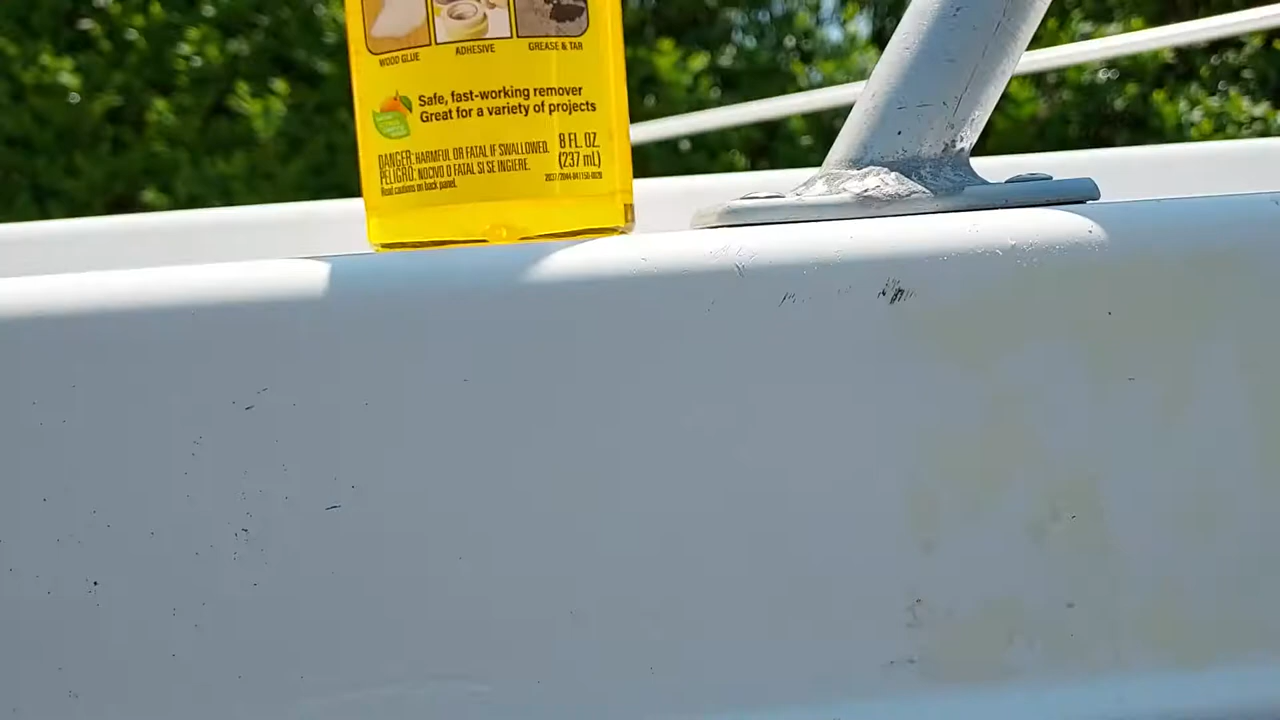 WOOD GLUE
ADHESIVE
GREASE & TAR
Safe, fast-working remover
Great for a variety of projects
DANGER: HARMFUL OR FATAL IF SWALLOWED.
PELIGRO: NOCIVO O FATAL SI SE INGIERE.
Read cautions on back panel.
8 FL. OZ.
(237 mL)